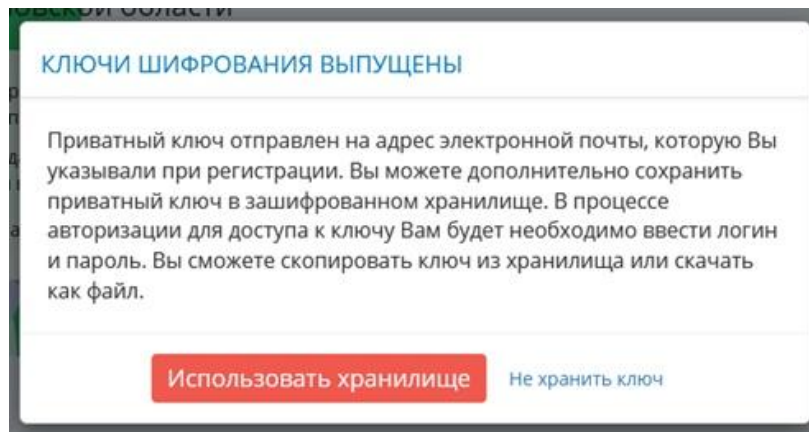 овской области
КЛЮЧИ ШИФРОВАНИЯ ВЫПУЩЕНЫ
Приватный ключ отправлен на адрес электронной почты, которую Вы
указывали при регистрации. Вы можете дополнительно сохранить
приватный ключ в зашифрованном хранилище. В процессе
авторизации для доступа к ключу Вам будет необходимо ввести логин
и пароль. Вы сможете скопировать ключ из хранилища или скачать
как файл.
Использовать хранилище Не хранить ключ